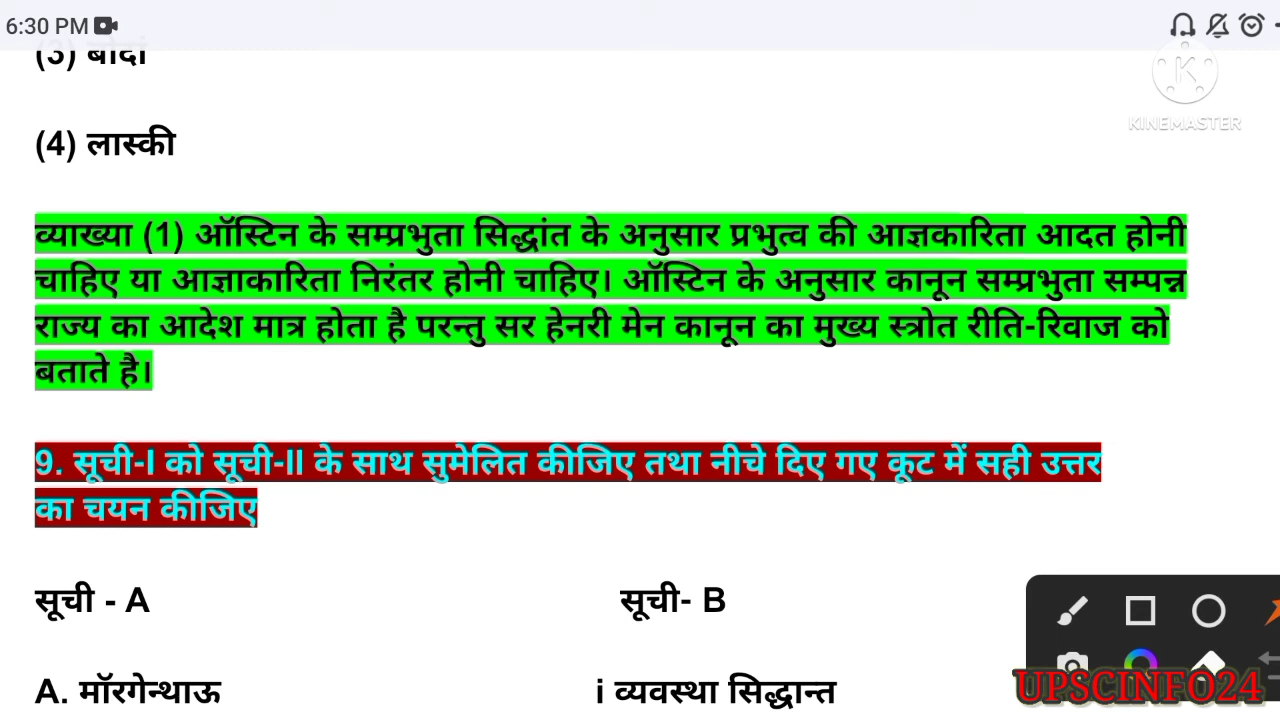 6:30 PM
(3) बोदां
KINEMASTER
(4) लास्की
व्याख्या (1) ऑस्टिन के सम्प्रभुता सिद्धांत के अनुसार प्रभुत्व की आज्ञकारिता आदत होनी
चाहिए या आज्ञाकारिता निरंतर होनी चाहिए। ऑस्टिन के अनुसार कानून सम्प्रभुता सम्पन्न
राज्य का आदेश मात्र होता है परन्तु सर हेनरी मेन कानून का मुख्य स्त्रोत रीति-रिवाज को
बताते है।
9. सूची-I को सूची-II के साथ सुमेलित कीजिए तथा नीचे दिए गए कूट में सही उत्तर
का चयन कीजिए
सूची - A सूची- B
A. मॉरगेन्थाऊ i व्यवस्था सिद्धान्त
UPSCINFO24